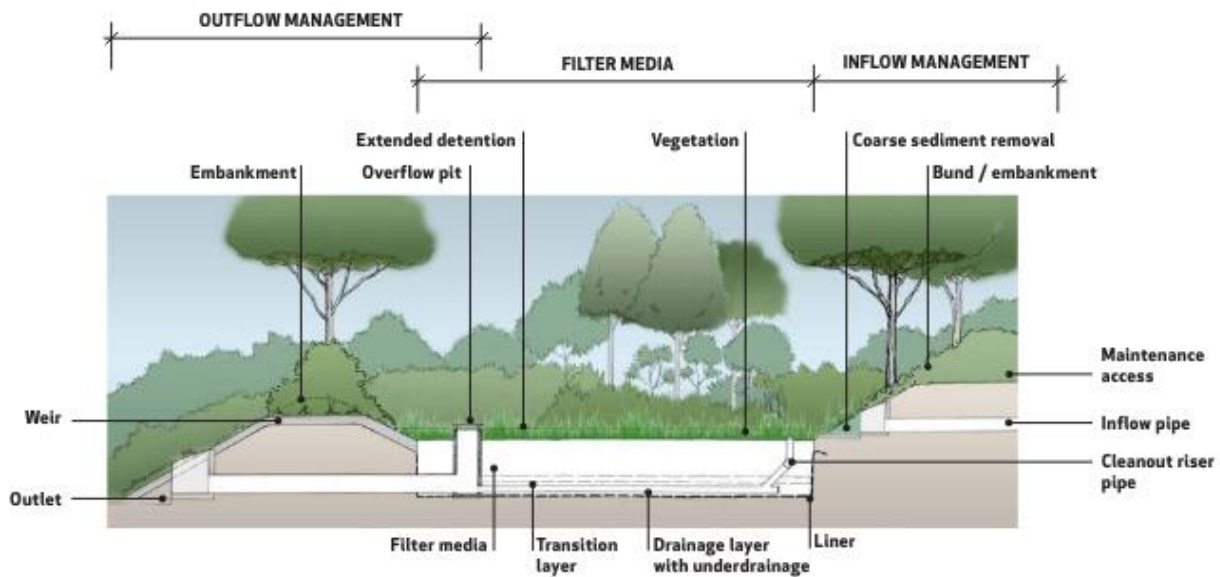 OUTFLOW MANAGEMENT
FILTER MEDIA
INFLOW MANAGEMENT
Extended detention
Vegetation
Coarse sediment removal
Embankment
Overflow pit
Bund / embankment
Maintenance
access
Weir
Inflow pipe
Cleanout riser
pipe
Outlet
Filter media
Transition
layer
Drainage layer
with underdrainage
Liner